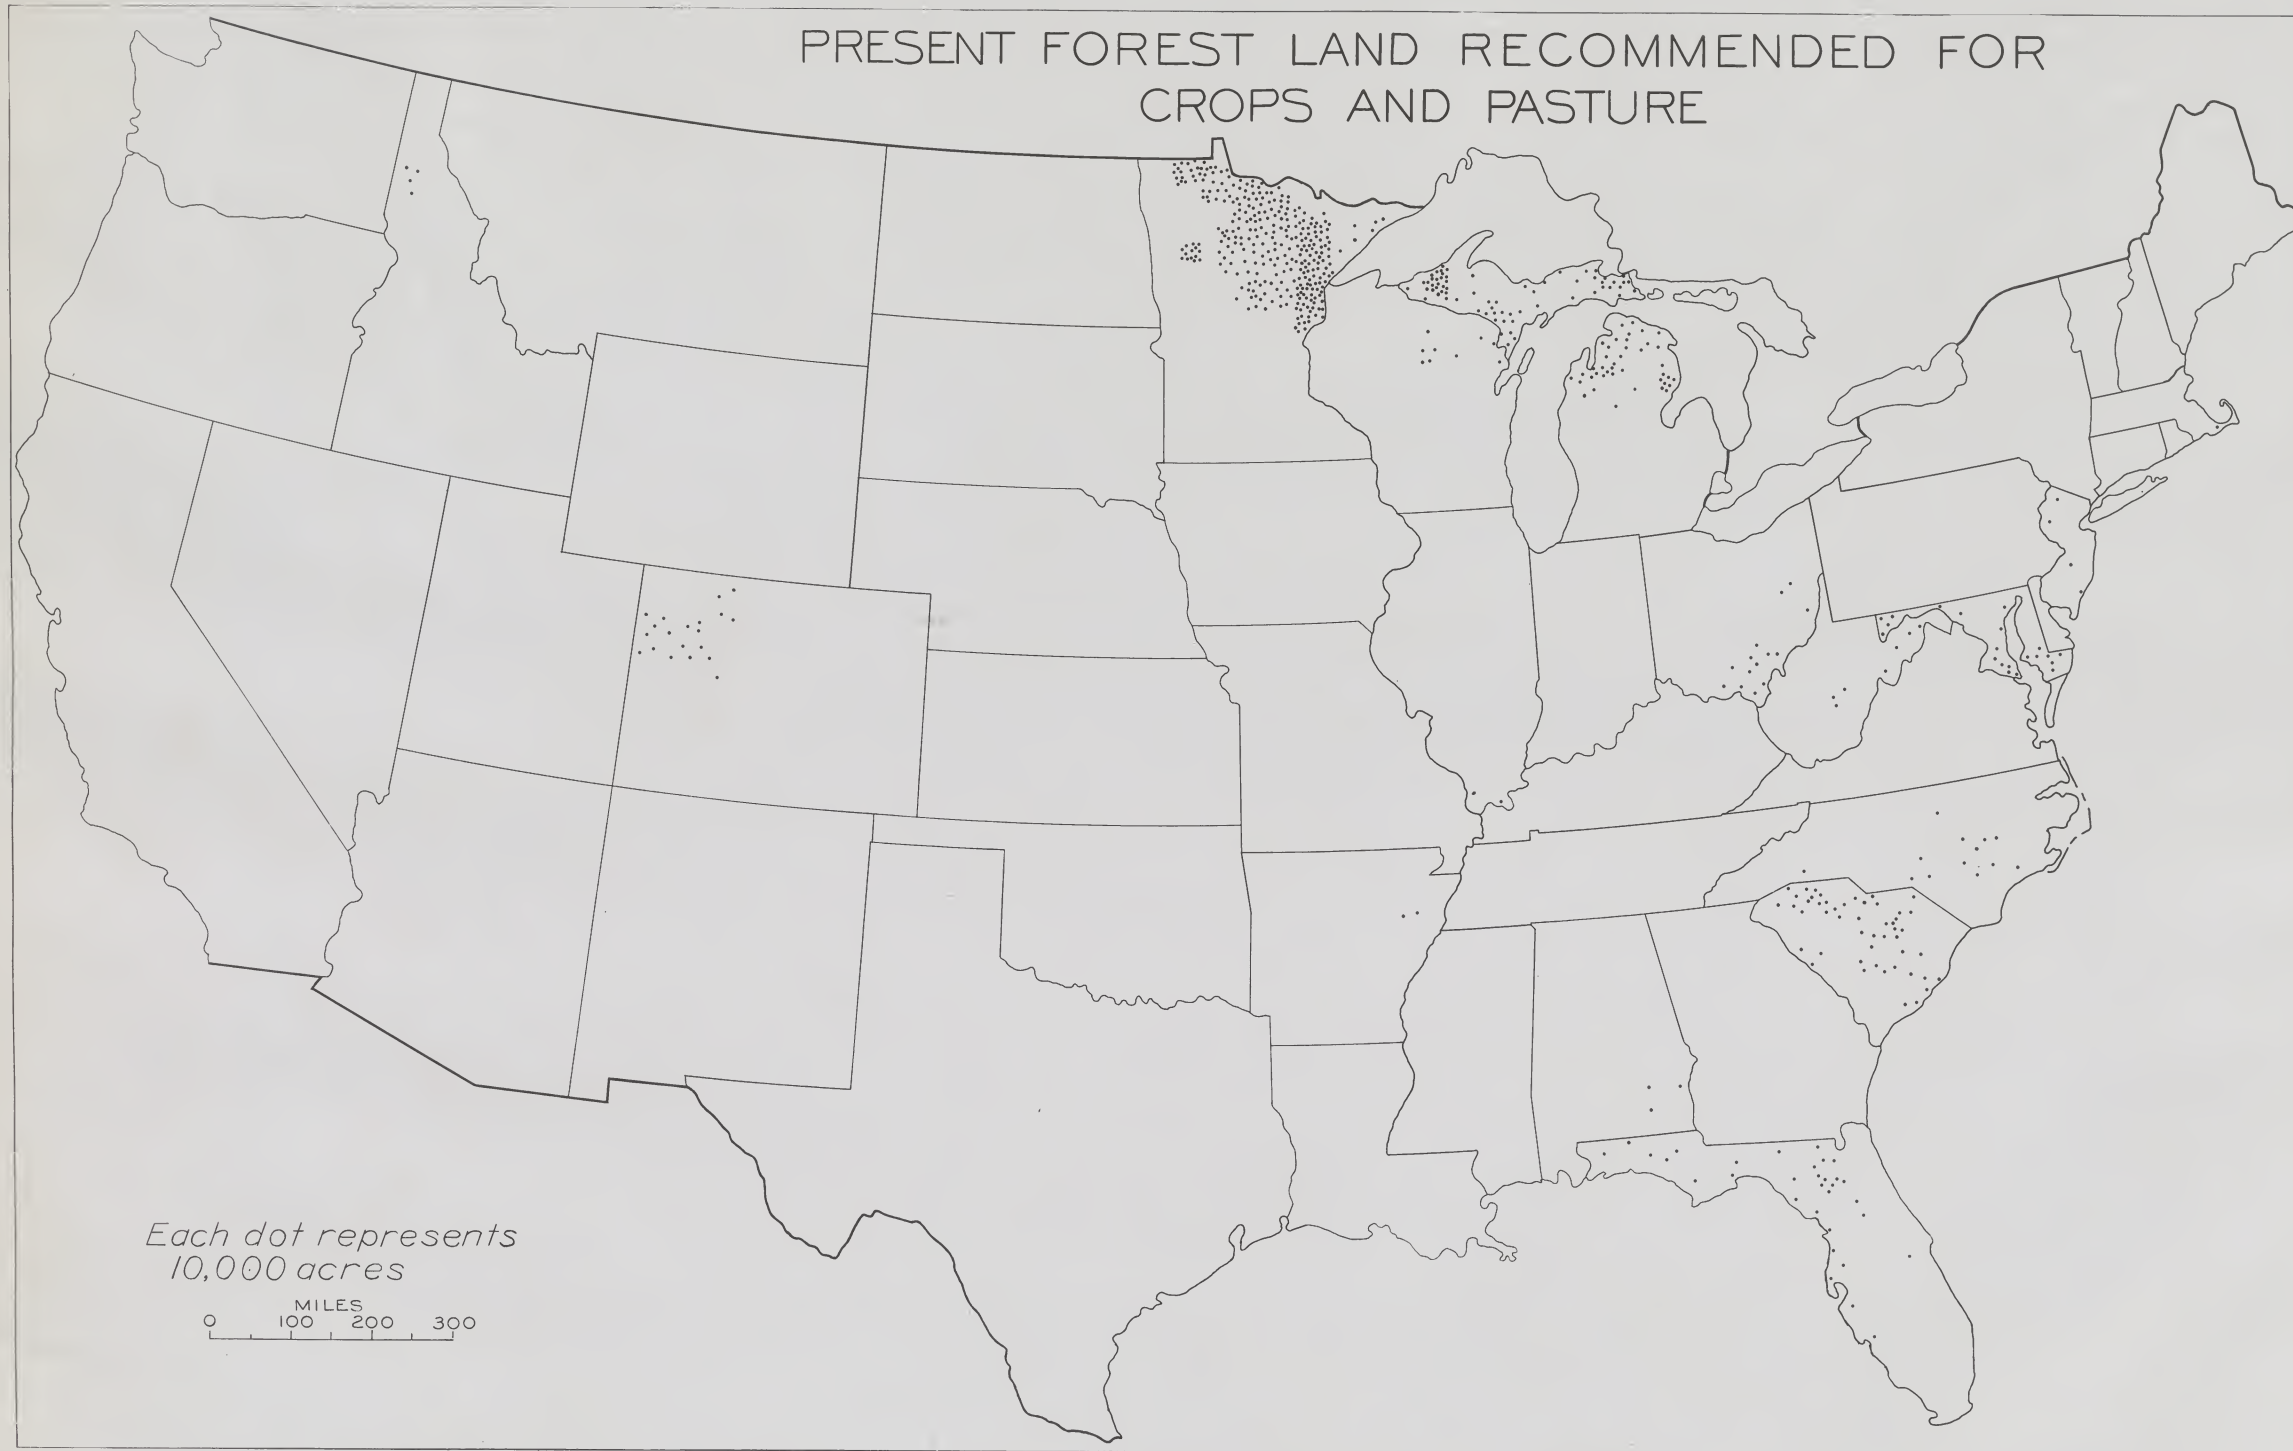 PRESENT FOREST LAND RECOMMENDED FOR
CROPS AND PASTURE
Each dot represents
10,000 acres
MILES
0 100 200 300